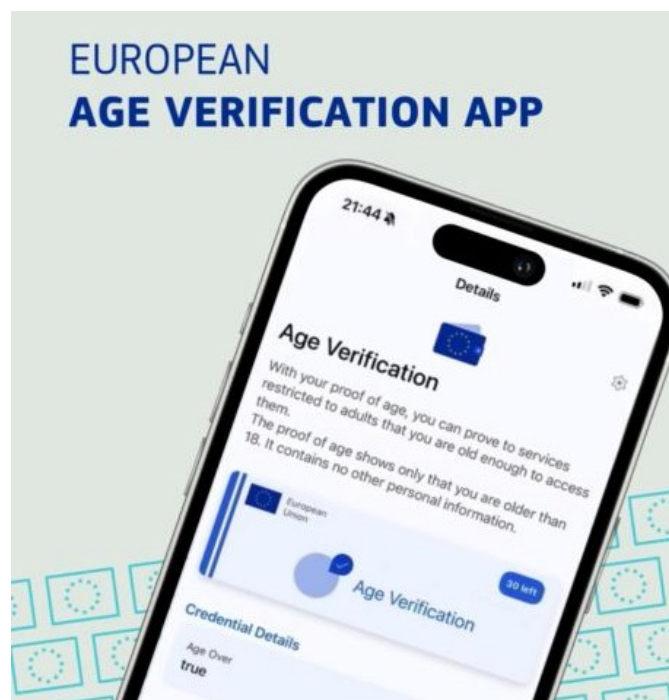 EUROPEAN
AGE VERIFICATION APP
21:44
Details
Age Verification
With your proof of age, you can prove to services
restricted to adults that you are old enough to access
them.
The proof of age shows only that you are older than
18. It contains no other personal information.
European
Union
30 left
Age Verification
Credential Details
Age Over
true